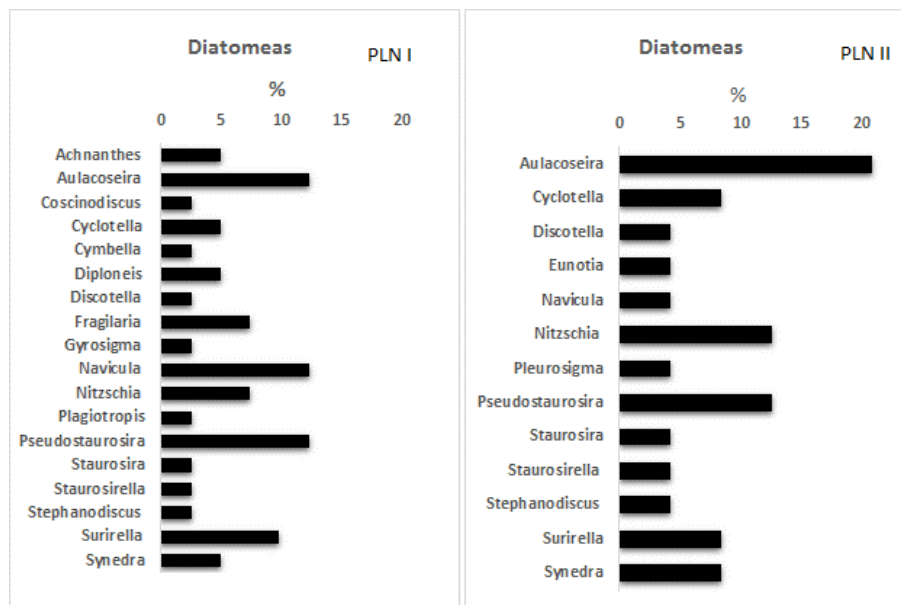 Diatomeas
PLN I
%
0 5 10 15 20
Achnanthes
Aulacoseira
Coscinodiscus
Cyclotella
Cymbella
Diploneis
Discotella
Fragilaria
Gyrosigma
Navicula
Nitzschia
Plagiotropis
Pseudostaurosira
Staurosira
Staurosirella
Stephanodiscus
Surirella
Synedra
Diatomeas
PLN II
%
0 5 10 15 20
Aulacoseira
Cyclotella
Discotella
Eunotia
Navicula
Nitzschia
Pleurosigma
Pseudostaurosira
Staurosira
Staurosirella
Stephanodiscus
Surirella
Synedra